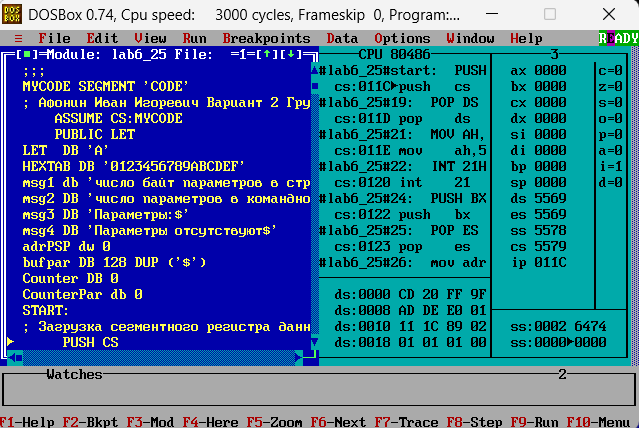 DOSBox 0.74, Cpu speed: 3000 cycles, Frameskip 0, Program:...
≡ File Edit View Run Breakpoints Data Options Window Help READY
[■]=Module: lab6_25 File: =1=[↑][↓]
;;;
MYCODE SEGMENT 'CODE'
; Афонин Иван Игоревич Вариант 2 Гру
ASSUME CS:MYCODE
PUBLIC LET
LET DB 'A'
HEXTAB DB '0123456789ABCDEF'
msg1 db 'число байт параметров в стр
msg2 DB 'число параметров в командно
msg3 DB 'Параметры:$'
msg4 DB 'Параметры отсутствуют$'
adrPSP dw 0
bufpar DB 128 DUP ('$')
Counter DB 0
CounterPar db 0
START:
; Загрузка сегментного регистра данн
PUSH CS
CPU 80486
3
#lab6_25#start: PUSH
cs:011C▶push cs
#lab6_25#19: POP DS
cs:011D pop ds
#lab6_25#21: MOV AH,
cs:011E mov ah,5
#lab6_25#22: INT 21H
cs:0120 int 21
#lab6_25#24: PUSH BX
cs:0122 push bx
#lab6_25#25: POP ES
cs:0123 pop es
#lab6_25#26: mov adr
ax 0000 c=0
bx 0000 z=0
cx 0000 s=0
dx 0000 o=0
si 0000 p=0
di 0000 a=0
bp 0000 i=1
sp 0000 d=0
ds 5569
es 5569
ss 5578
cs 5579
ip 011C
ds:0000 CD 20 FF 9F
ds:0008 AD DE E0 01
ds:0010 11 1C 89 02
ds:0018 01 01 01 00
ss:0002 6474
ss:0000▶0000
Watches 2
F1-Help F2-Bkpt F3-Mod F4-Here F5-Zoom F6-Next F7-Trace F8-Step F9-Run F10-Menu